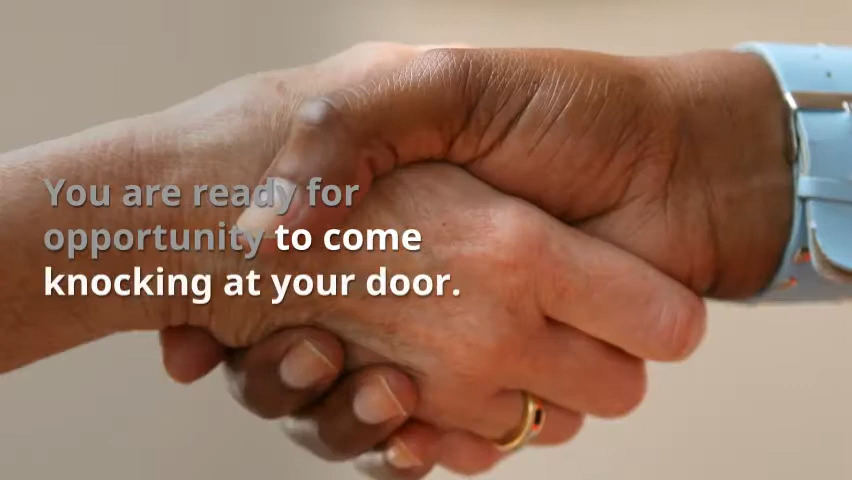 You are ready for
opportunity to come
knocking at your door.